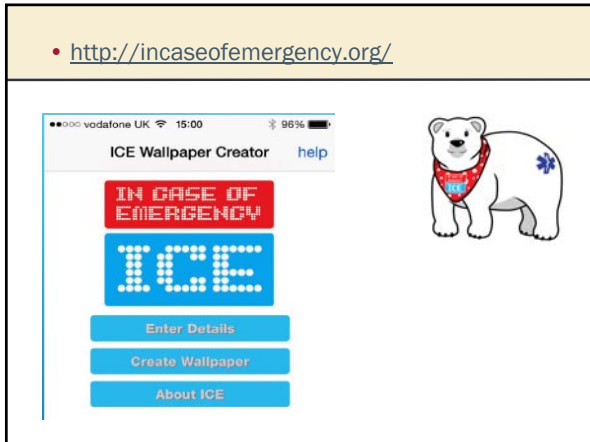 • http://incaseofemergency.org/
vodafone UK 15:00 96%
ICE Wallpaper Creator help
IN CASE OF
EMERGENCY
ICE
Enter Details
Create Wallpaper
About ICE
ICE